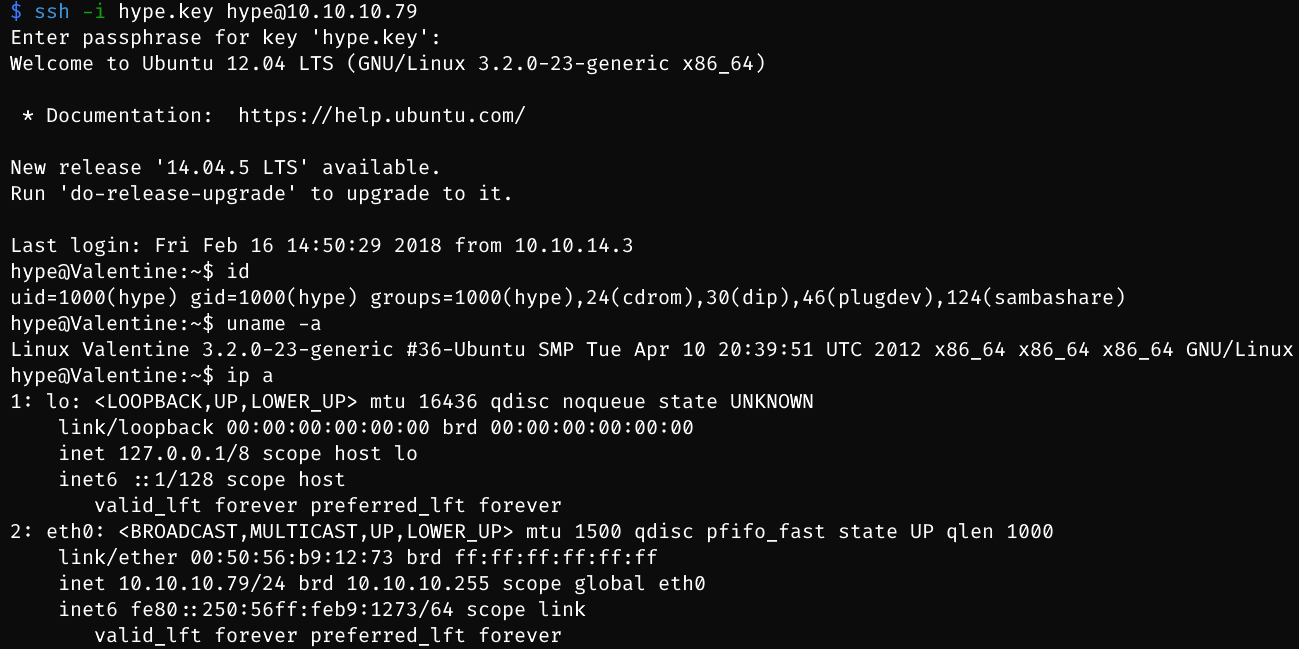 $ ssh -i hype.key hype@10.10.10.79
Enter passphrase for key 'hype.key':
Welcome to Ubuntu 12.04 LTS (GNU/Linux 3.2.0-23-generic x86_64)

 * Documentation:  https://help.ubuntu.com/

New release '14.04.5 LTS' available.
Run 'do-release-upgrade' to upgrade to it.

Last login: Fri Feb 16 14:50:29 2018 from 10.10.14.3
hype@Valentine:~$ id
uid=1000(hype) gid=1000(hype) groups=1000(hype),24(cdrom),30(dip),46(plugdev),124(sambashare)
hype@Valentine:~$ uname -a
Linux Valentine 3.2.0-23-generic #36-Ubuntu SMP Tue Apr 10 20:39:51 UTC 2012 x86_64 x86_64 x86_64 GNU/Linux
hype@Valentine:~$ ip a
1: lo: <LOOPBACK,UP,LOWER_UP> mtu 16436 qdisc noqueue state UNKNOWN
    link/loopback 00:00:00:00:00:00 brd 00:00:00:00:00:00
    inet 127.0.0.1/8 scope host lo
    inet6 ::1/128 scope host
       valid_lft forever preferred_lft forever
2: eth0: <BROADCAST,MULTICAST,UP,LOWER_UP> mtu 1500 qdisc pfifo_fast state UP qlen 1000
    link/ether 00:50:56:b9:12:73 brd ff:ff:ff:ff:ff:ff
    inet 10.10.10.79/24 brd 10.10.10.255 scope global eth0
    inet6 fe80::250:56ff:feb9:1273/64 scope link
       valid_lft forever preferred_lft forever